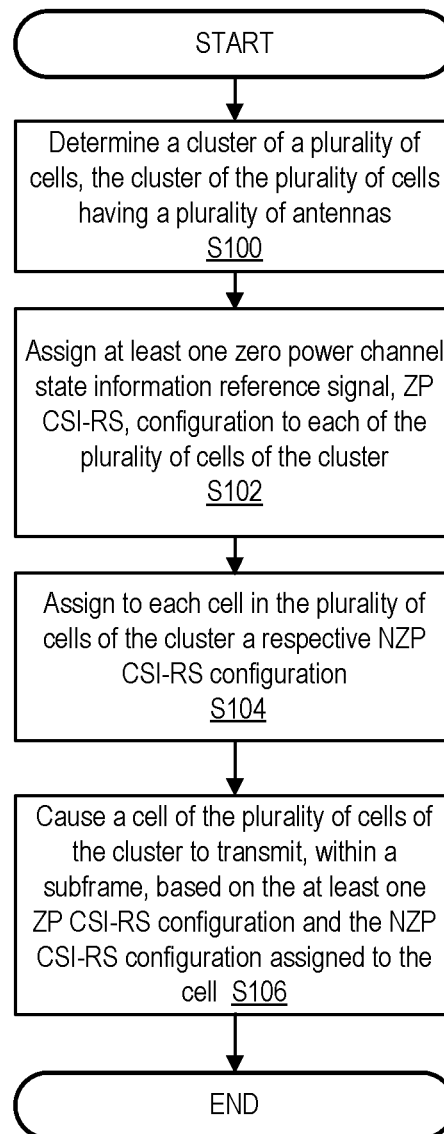 START
Determine a cluster of a plurality of
cells, the cluster of the plurality of cells
having a plurality of antennas
S100
Assign at least one zero power channel
state information reference signal, ZP
CSI-RS, configuration to each of the
plurality of cells of the cluster
S102
Assign to each cell in the plurality of
cells of the cluster a respective NZP
CSI-RS configuration
S104
Cause a cell of the plurality of cells of
the cluster to transmit, within a
subframe, based on the at least one
ZP CSI-RS configuration and the NZP
CSI-RS configuration assigned to the
cell S106
END